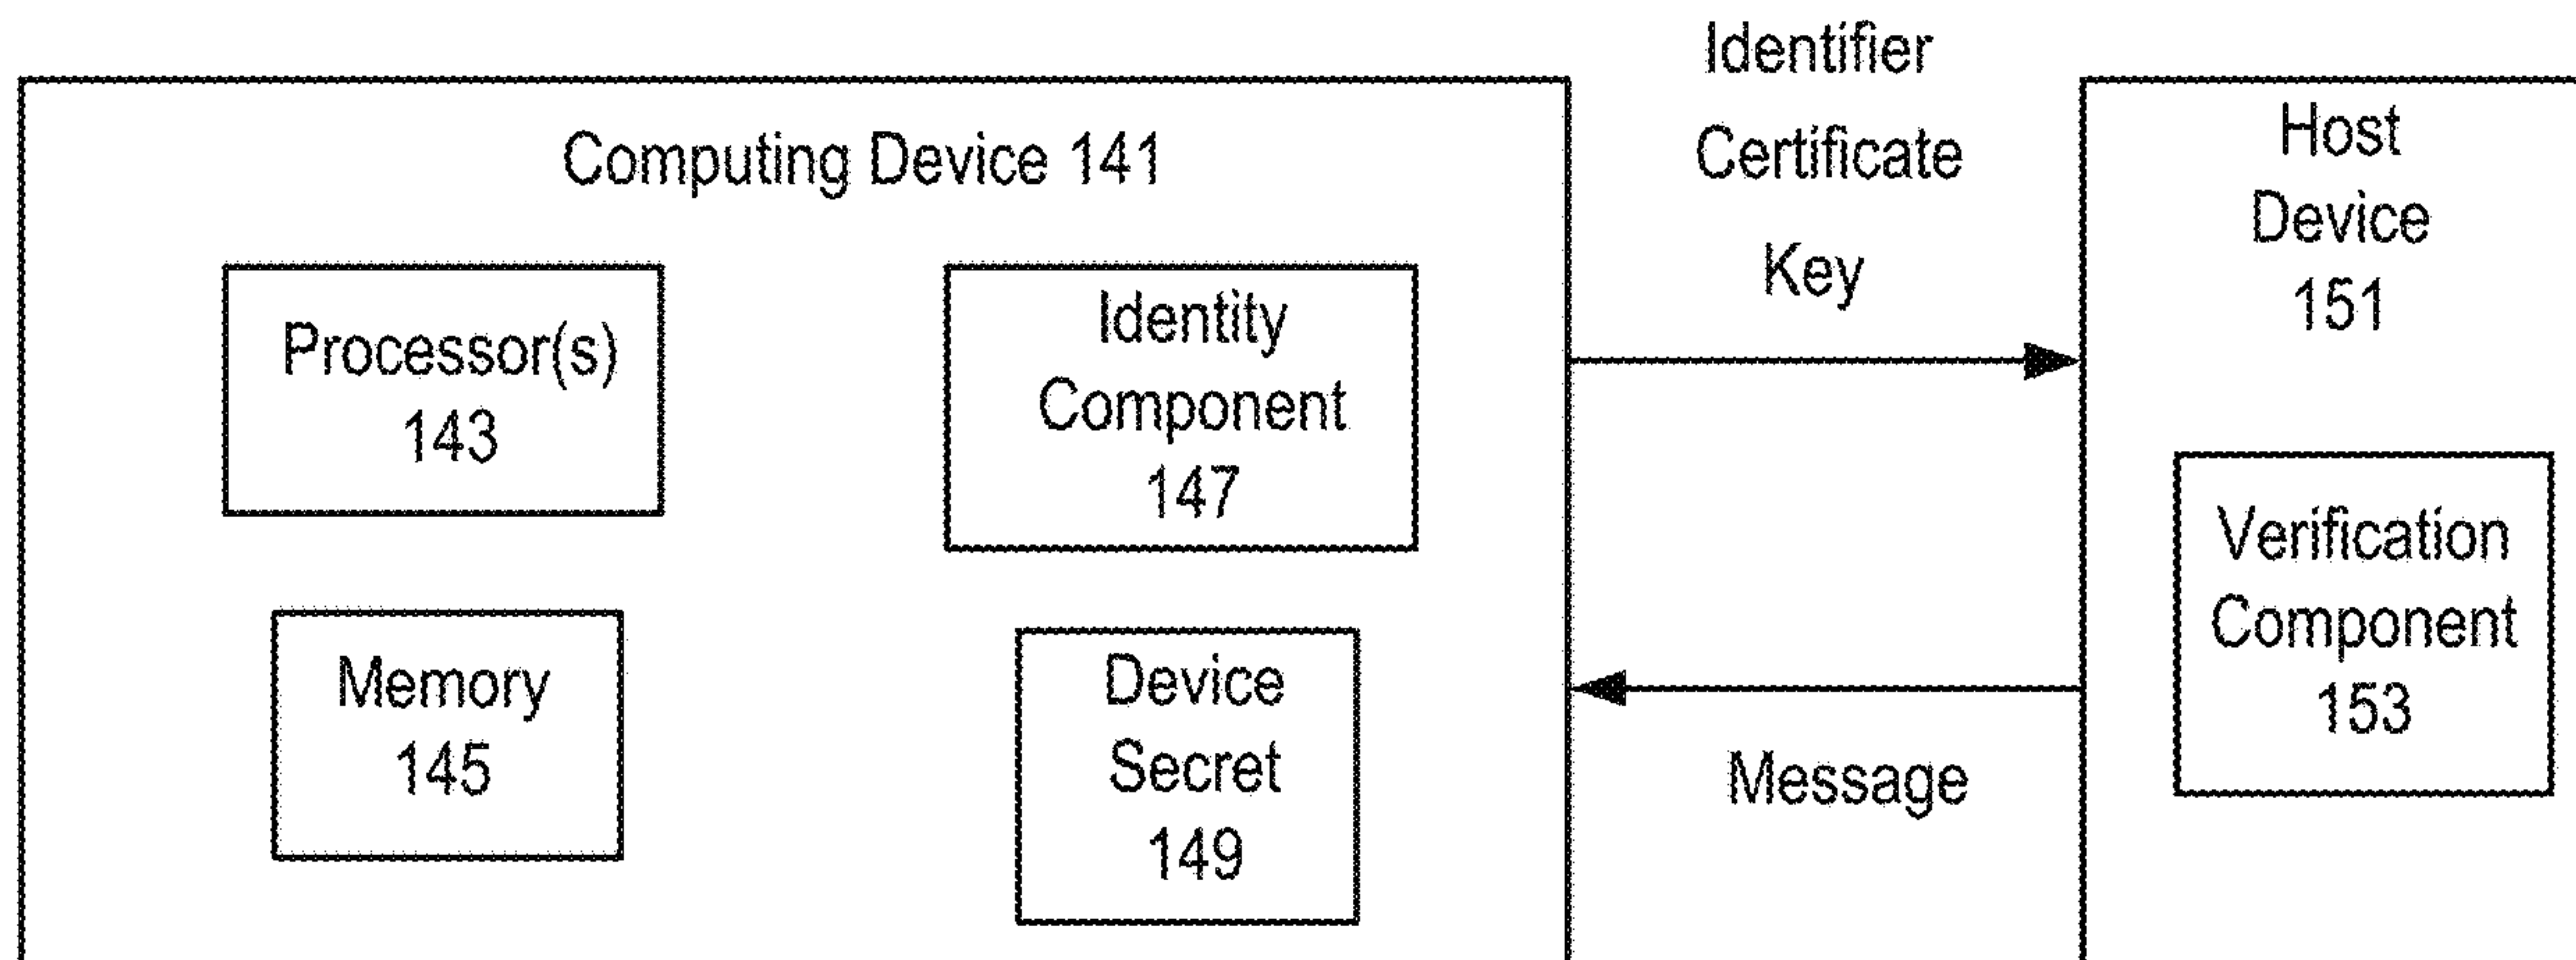 Computing Device 141
Processor(s)
143
Identity
Component
147
Memory
145
Device
Secret
149
Identifier
Certificate
Key
Message
Host
Device
151
Verification
Component
153